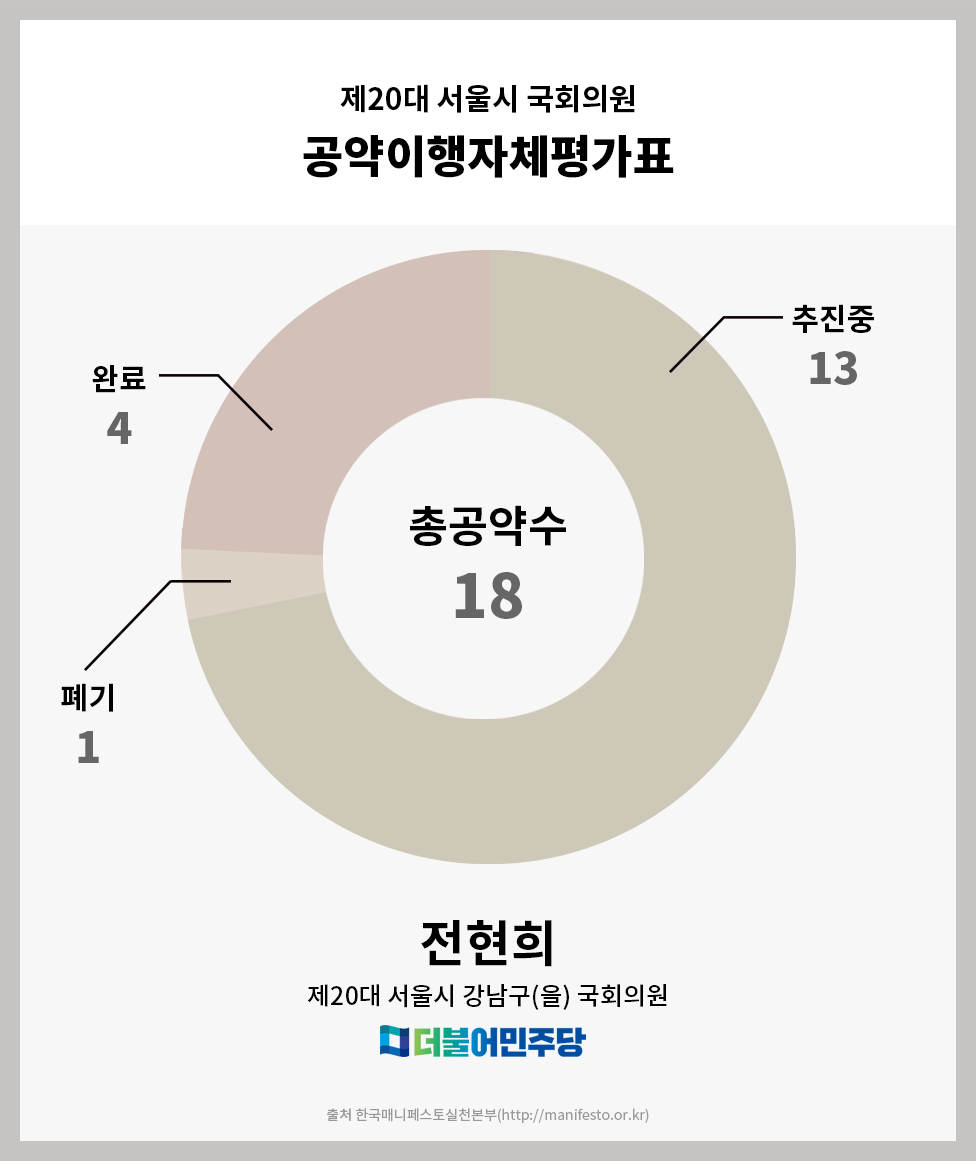 제20대 서울시 국회의원
공약이행자체평가표
추진중
13
완료
4
총공약수
18
폐기
1
전현희
제20대 서울시 강남구(을) 국회의원
더불어민주당
출처 한국매니페스토실천본부(http://manifesto.or.kr)